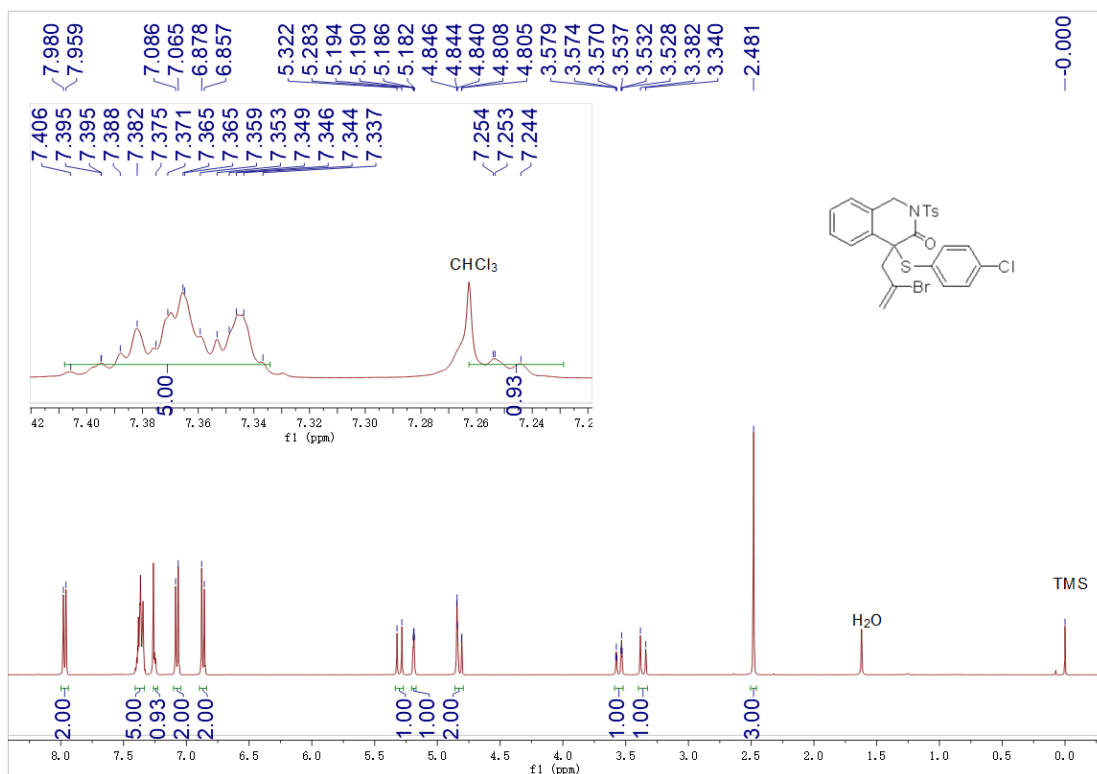 7.980 7.959 7.086 7.065 6.878 6.857 5.322 5.283 5.194 5.190 5.186 5.182 4.846 4.844 4.840 4.808 4.805 3.579 3.574 3.570 3.537 3.532 3.528 3.382 3.340 2.481 -0.000
7.406 7.395 7.395 7.388 7.382 7.375 7.371 7.365 7.365 7.359 7.353 7.349 7.346 7.344 7.337 7.254 7.253 7.244
N Ts
O
CHCl3
S Cl
Br
5.00 0.93
42 7.40 7.38 7.36 7.34 7.32 7.30 7.28 7.26 7.24 7.2
f1 (ppm)
TMS
H2O
2.00 5.00 0.93 2.00 2.00 1.00 1.00 2.00 1.00 1.00 3.00
8.0 7.5 7.0 6.5 6.0 5.5 5.0 4.5 4.0 3.5 3.0 2.5 2.0 1.5 1.0 0.5 0.0
f1 (ppm)